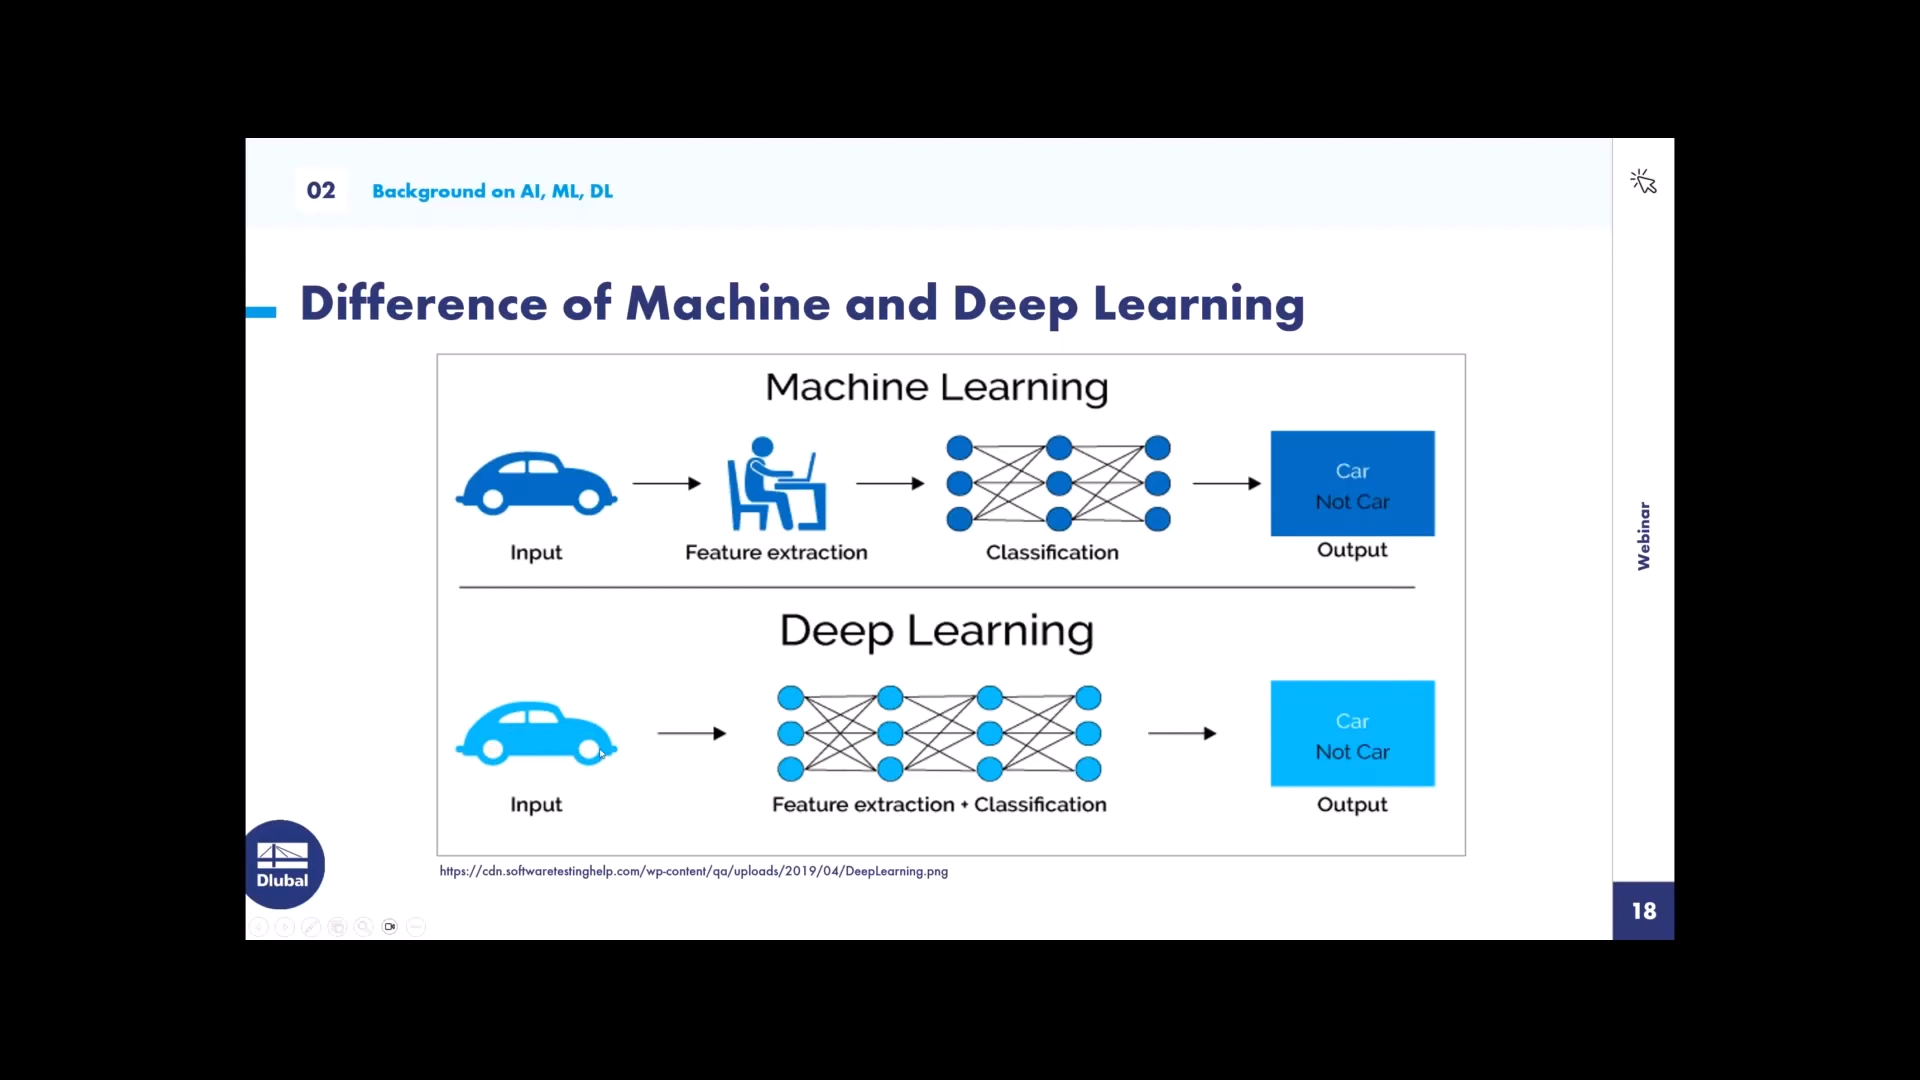 02
Background on AI, ML, DL
Difference of Machine and Deep Learning
Machine Learning
Car
Not Car
Input
Feature extraction
Classification
Output
Deep Learning
Car
Not Car
Input
Feature extraction + Classification
Output
https://cdn.softwaretestinghelp.com/wp-content/qa/uploads/2019/04/DeepLearning.png
Dlubal
Webinar
18